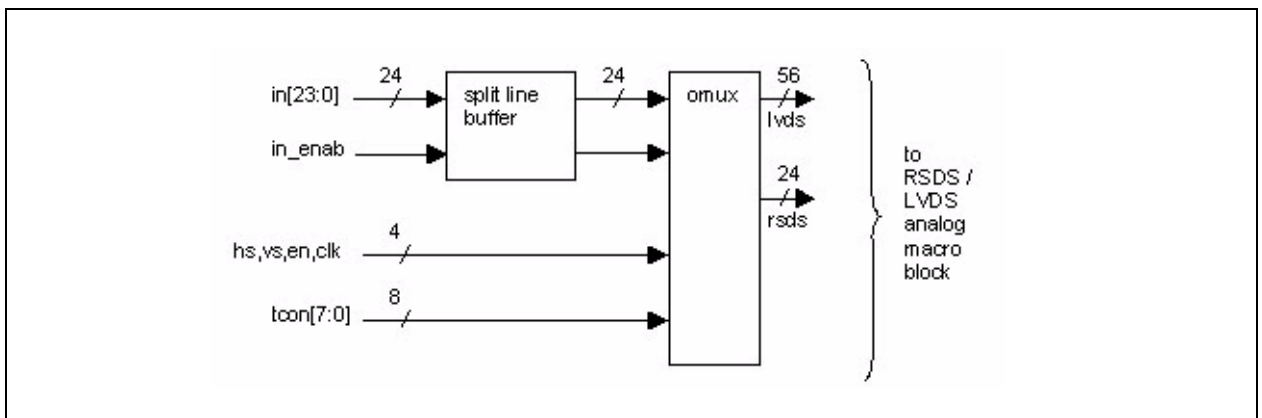 24
in[23:0]
in_enab
split line
buffer
24
omux
56
lvds
24
rsds
hs,vs,en,clk
4
tcon[7:0]
8
to
RSDS /
LVDS
analog
macro
block